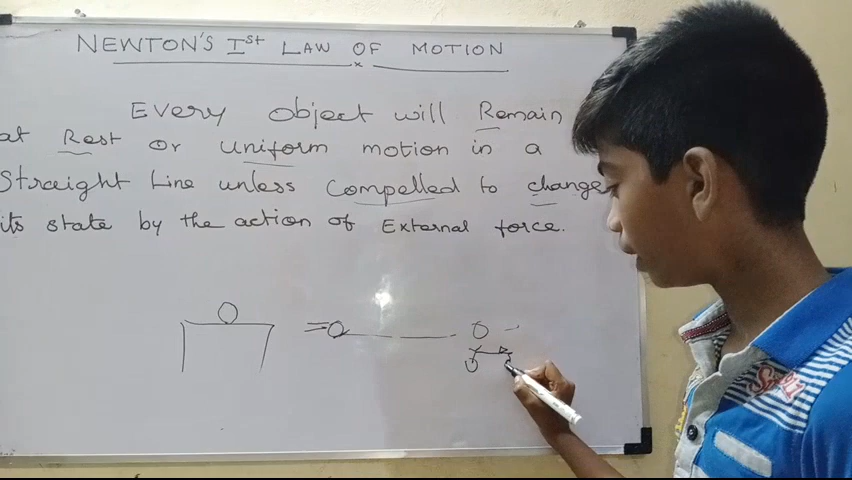 NEWTON'S Ist LAW OF MOTION
Every object will Remain
at Rest or uniform motion in a
Straight Line unless compelled to change
its state by the action of External force.